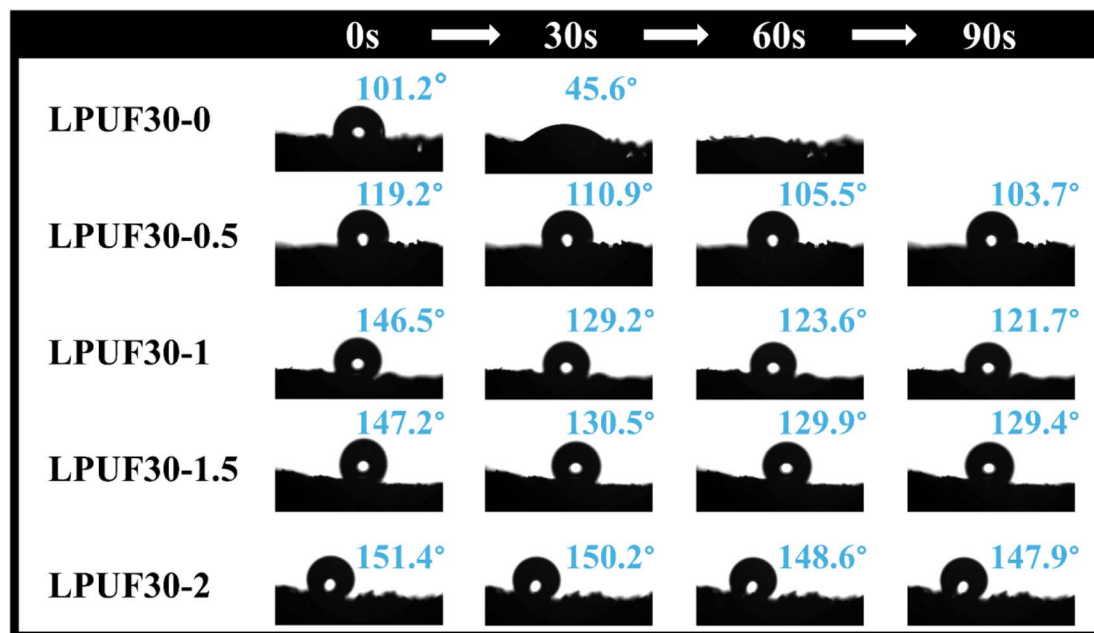 0s 30s 60s 90s
LPUF30-0 101.2° 45.6°
LPUF30-0.5 119.2° 110.9° 105.5° 103.7°
LPUF30-1 146.5° 129.2° 123.6° 121.7°
LPUF30-1.5 147.2° 130.5° 129.9° 129.4°
LPUF30-2 151.4° 150.2° 148.6° 147.9°